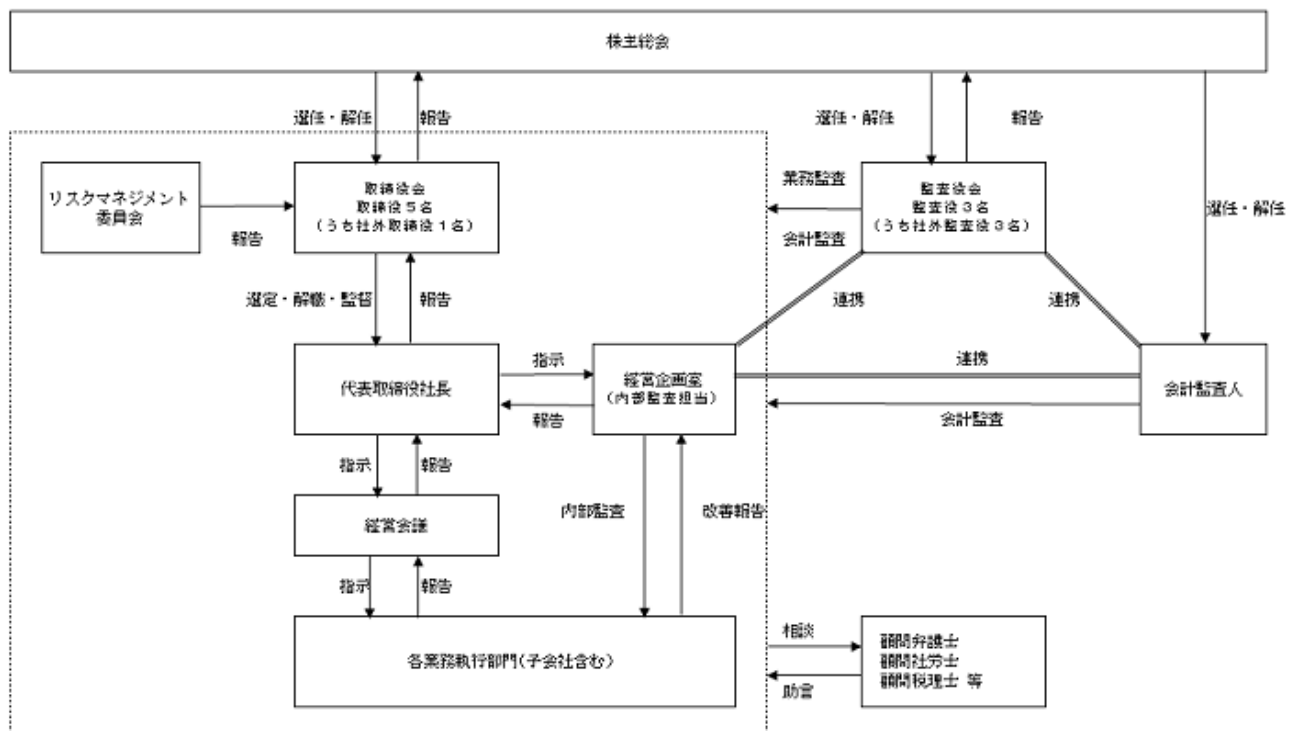 株主総会
選任・解任
報告
選任・解任
報告
選任・解任
リスクマネジメント
委員会
報告
取締役会
取締役５名
（うち社外取締役１名）
業務監査
会計監査
監査役会
監査役３名
（うち社外監査役３名）
選定・解職・監督
報告
連携
連携
代表取締役社長
指示
報告
経営企画室
（内部監査担当）
連携
会計監査
会計監査人
指示
報告
経営会議
内部監査
改善報告
指示
報告
各業務執行部門（子会社含む）
相談
助言
顧問弁護士
顧問社労士
顧問税理士 等